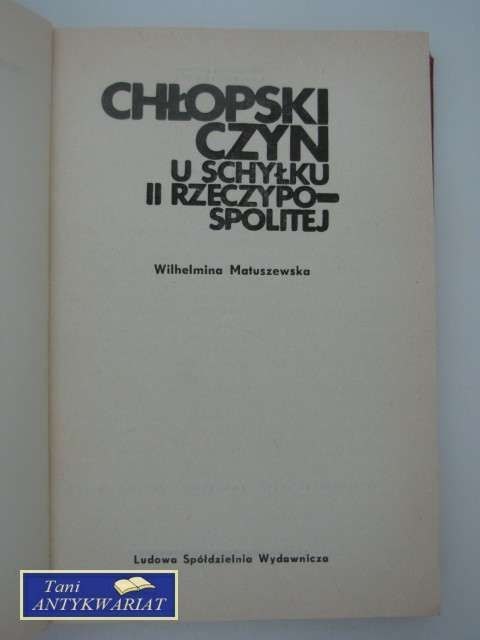 CHŁOPSKI
CZYN
U SCHYŁKU
II RZECZYPO-
SPOLITEJ
Wilhelmina Matuszewska
Ludowa Spółdzielnia Wydawnicza
Tani
ANTYKWARIAT